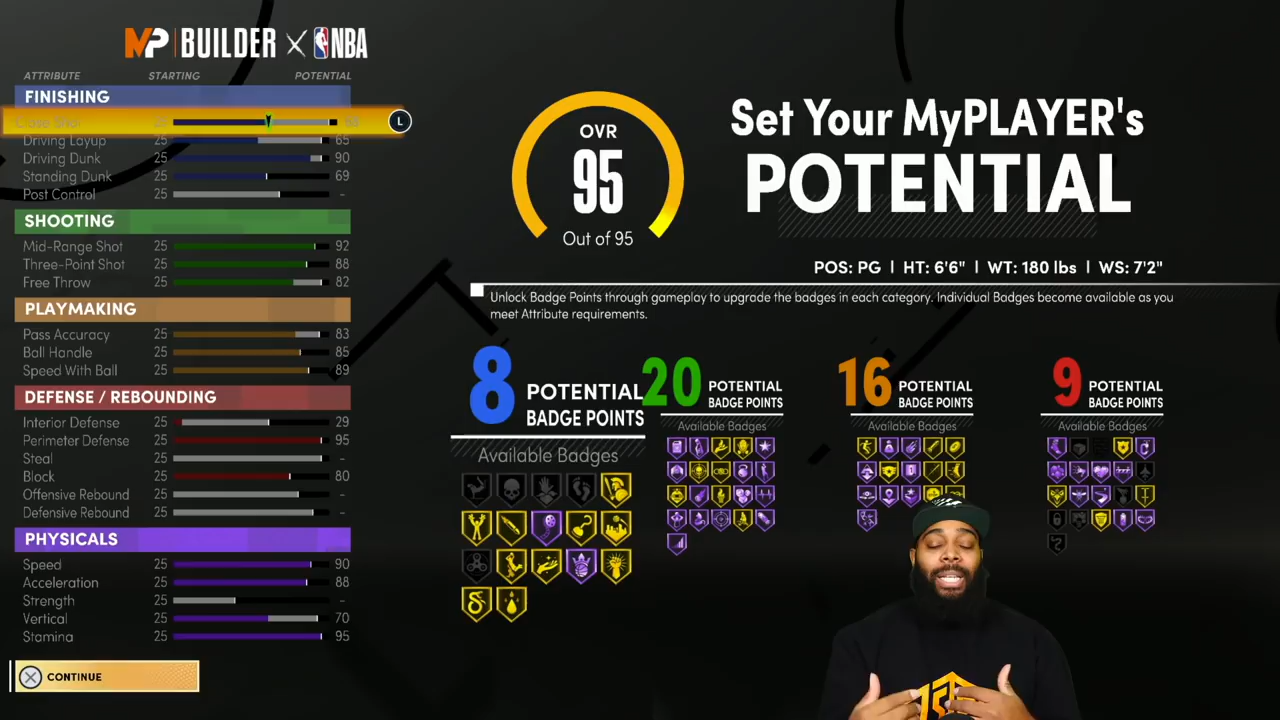 MP | BUILDER X NBA
ATTRIBUTE STARTING POTENTIAL
FINISHING
Close Shot 25 68
Driving Layup 25 65
Driving Dunk 25 90
Standing Dunk 25 69
Post Control 25 -
SHOOTING
Mid-Range Shot 25 92
Three-Point Shot 25 88
Free Throw 25 82
PLAYMAKING
Pass Accuracy 25 83
Ball Handle 25 85
Speed With Ball 25 89
DEFENSE / REBOUNDING
Interior Defense 25 29
Perimeter Defense 25 95
Steal 25 -
Block 25 80
Offensive Rebound 25 -
Defensive Rebound 25 -
PHYSICALS
Speed 25 90
Acceleration 25 88
Strength 25 -
Vertical 25 70
Stamina 25 95
CONTINUE
L
OVR
95
Out of 95
Set Your MyPLAYER's
POTENTIAL
POS: PG | HT: 6'6" | WT: 180 lbs | WS: 7'2"
Unlock Badge Points through gameplay to upgrade the badges in each category. Individual Badges become available as you
meet Attribute requirements.
8 POTENTIAL
BADGE POINTS
Available Badges
20 POTENTIAL
BADGE POINTS
Available Badges
16 POTENTIAL
BADGE POINTS
Available Badges
9 POTENTIAL
BADGE POINTS
Available Badges